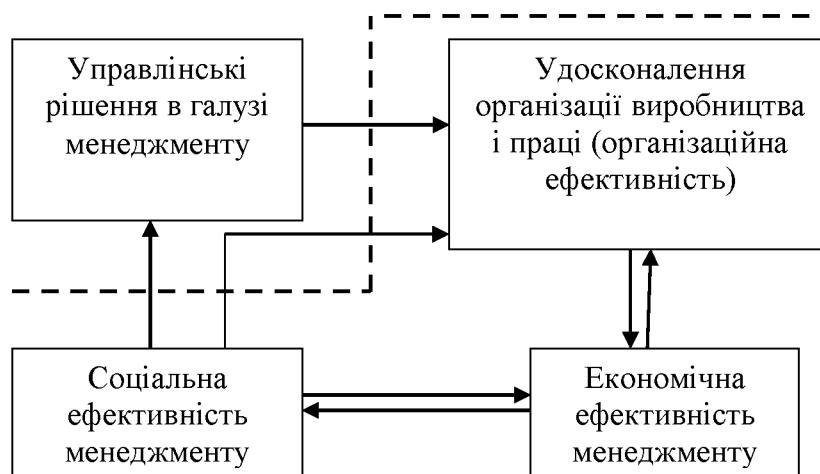 Управлінські
рішення в галузі
менеджменту
Удосконалення
організації виробництва
і праці (організаційна
ефективність)
Соціальна
ефективність
менеджменту
Економічна
ефективність
менеджменту